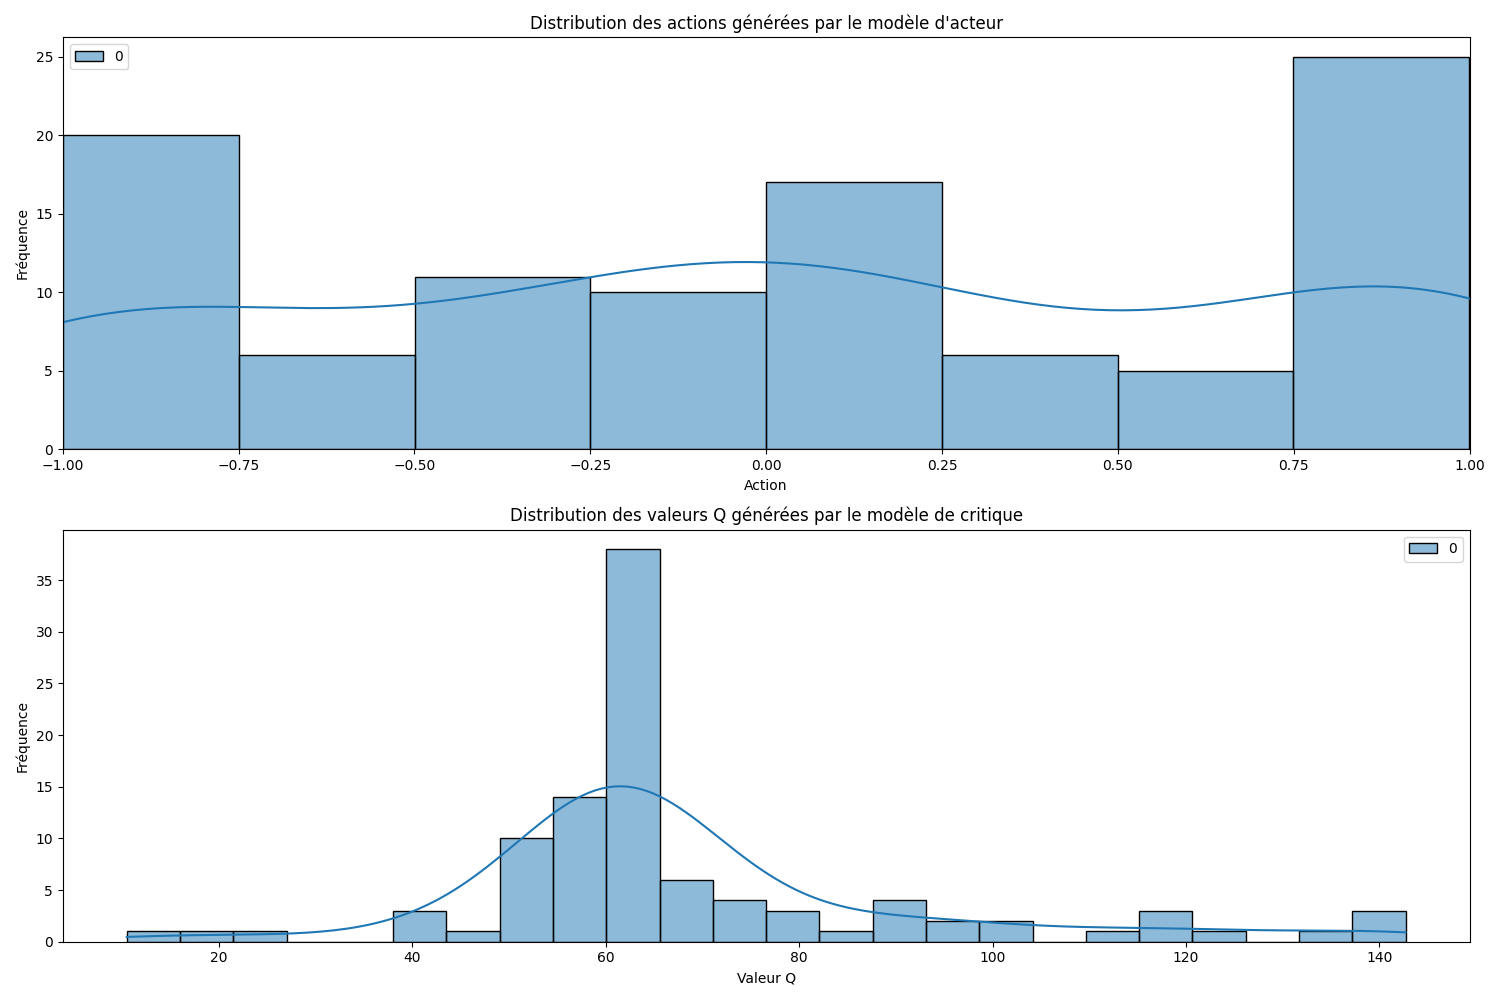 Distribution des actions générées par le modèle d'acteur
25
20
15
10
5
0
Fréquence
0
−1.00 −0.75 −0.50 −0.25 0.00 0.25 0.50 0.75 1.00
Action
Distribution des valeurs Q générées par le modèle de critique
35
30
25
20
15
10
5
0
Fréquence
0
20 40 60 80 100 120 140
Valeur Q